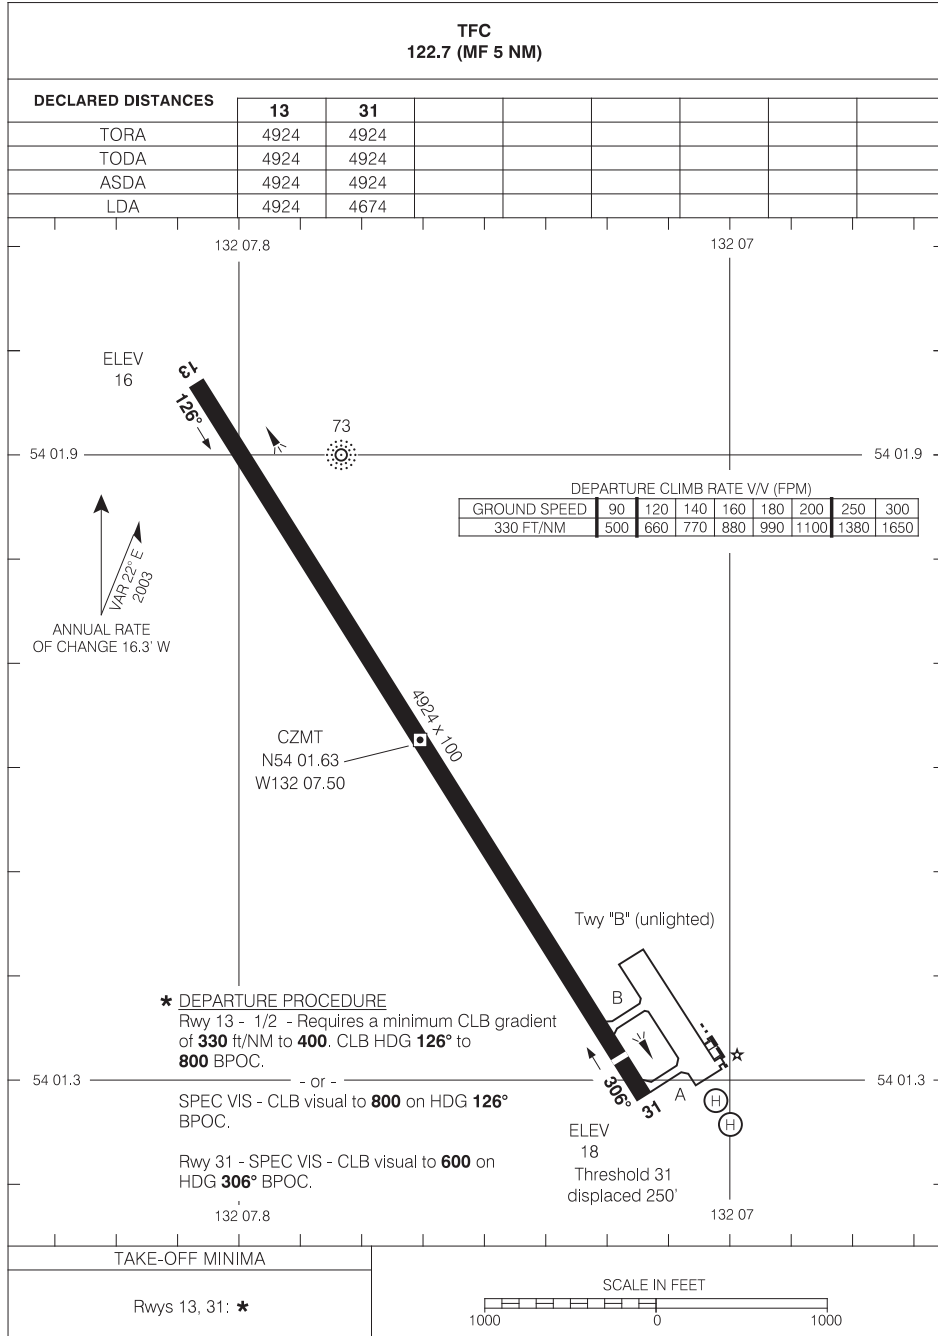 TFC
122.7 (MF 5 NM)
DECLARED DISTANCES 13 31
TORA 4924 4924
TODA 4924 4924
ASDA 4924 4924
LDA 4924 4674
132 07.8 132 07
ELEV
16
13
126°
73
54 01.9 54 01.9
DEPARTURE CLIMB RATE V/V (FPM)
GROUND SPEED 90 120 140 160 180 200 250 300
330 FT/NM 500 660 770 880 990 1100 1380 1650
VAR 22° E
2003
ANNUAL RATE
OF CHANGE 16.3' W
4924 x 100
CZMT
N54 01.63
W132 07.50
Twy "B" (unlighted)
B
* DEPARTURE PROCEDURE
Rwy 13 - 1/2 - Requires a minimum CLB gradient
of 330 ft/NM to 400. CLB HDG 126° to
800 BPOC.
54 01.3 - or - 54 01.3
SPEC VIS - CLB visual to 800 on HDG 126°
BPOC.
Rwy 31 - SPEC VIS - CLB visual to 600 on
HDG 306° BPOC.
306°
31
A
H
H
ELEV
18
Threshold 31
displaced 250'
132 07.8 132 07
TAKE-OFF MINIMA
Rwys 13, 31: *
SCALE IN FEET
1000 0 1000